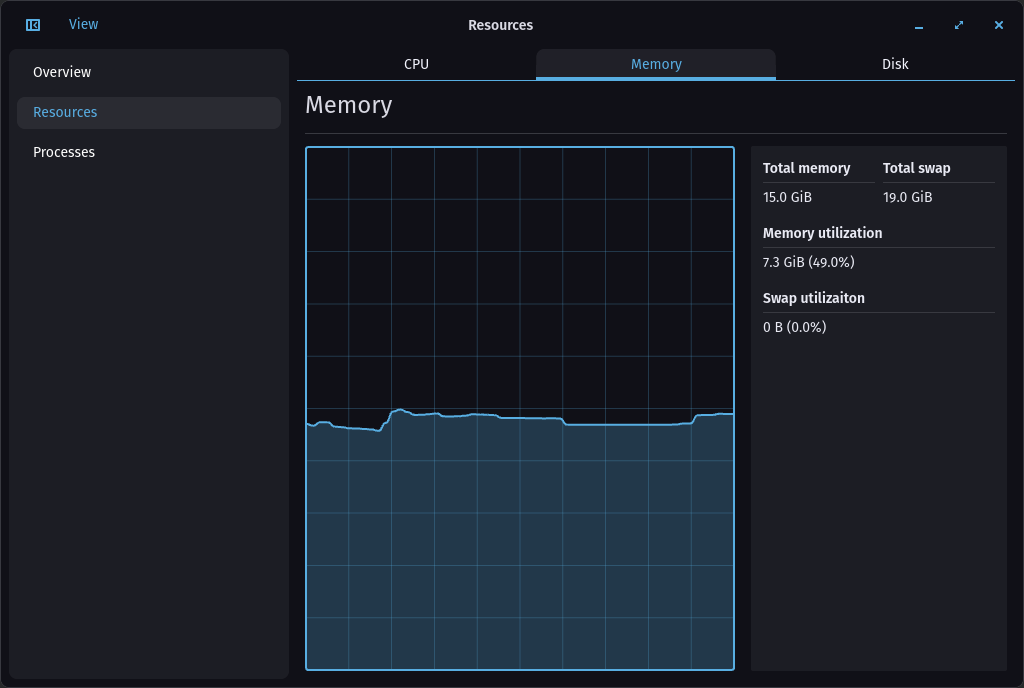 View
Resources
Overview
Resources
Processes
CPU
Memory
Disk
Memory
Total memory
Total swap
15.0 GiB
19.0 GiB
Memory utilization
7.3 GiB (49.0%)
Swap utilizaiton
0 B (0.0%)